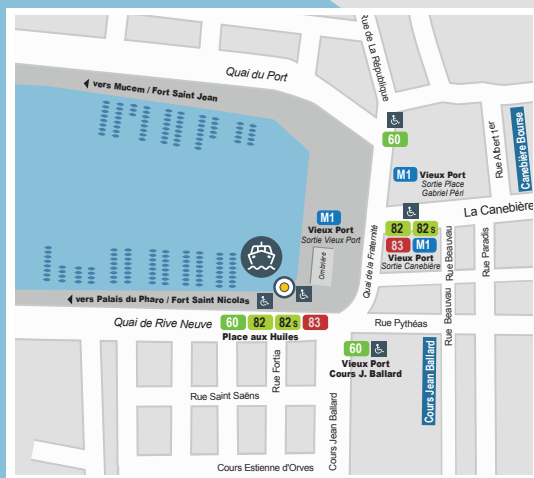 Quai du Port
Rue de La République
vers Mucem / Fort Saint Jean
60
Rue Albert 1er
Canebière Bourse
M1 Vieux Port
Sortie Place
Gabriel Péri
La Canebière
M1
Vieux Port
Sortie Vieux Port
82 82s
83 M1
Vieux Port
Sortie Canebière
Ombière
Quai de la Fraternité
Rue Beauvau
Rue Paradis
vers Palais du Pharo / Fort Saint Nicolas
Quai de Rive Neuve
60 82 82s 83
Place aux Huiles
Rue Pythéas
Rue Beauvau
60
Vieux Port
Cours J. Ballard
Rue Fortia
Cours Jean Ballard
Rue Saint Saëns
Cours Jean Ballard
Cours Estienne d'Orves